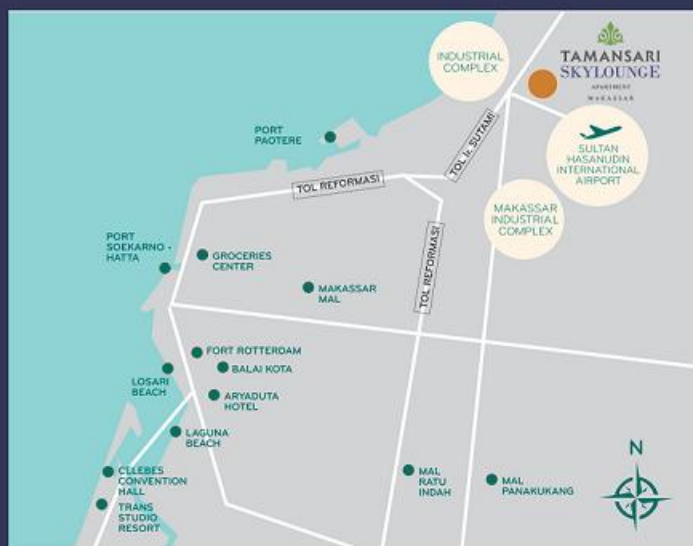 INDUSTRIAL
COMPLEX
TAMANSARI
SKYLOUNGE
APARTMENT
MAKASSAR
PORT
PAOTERE
TOL Ir. SUTAMI
SULTAN
HASANUDIN
INTERNATIONAL
AIRPORT
TOL REFORMASI
MAKASSAR
INDUSTRIAL
COMPLEX
PORT
SOEKARNO -
HATTA
GROCERIES
CENTER
TOL REFORMASI
MAKASSAR
MAL
FORT ROTTERDAM
BALAI KOTA
LOSARI
BEACH
ARYADUTA
HOTEL
LAGUNA
BEACH
CLLEBES
CONVENTION
HALL
TRANS
STUDIO
RESORT
MAL
RATU
INDAH
MAL
PANAKUKANG
N